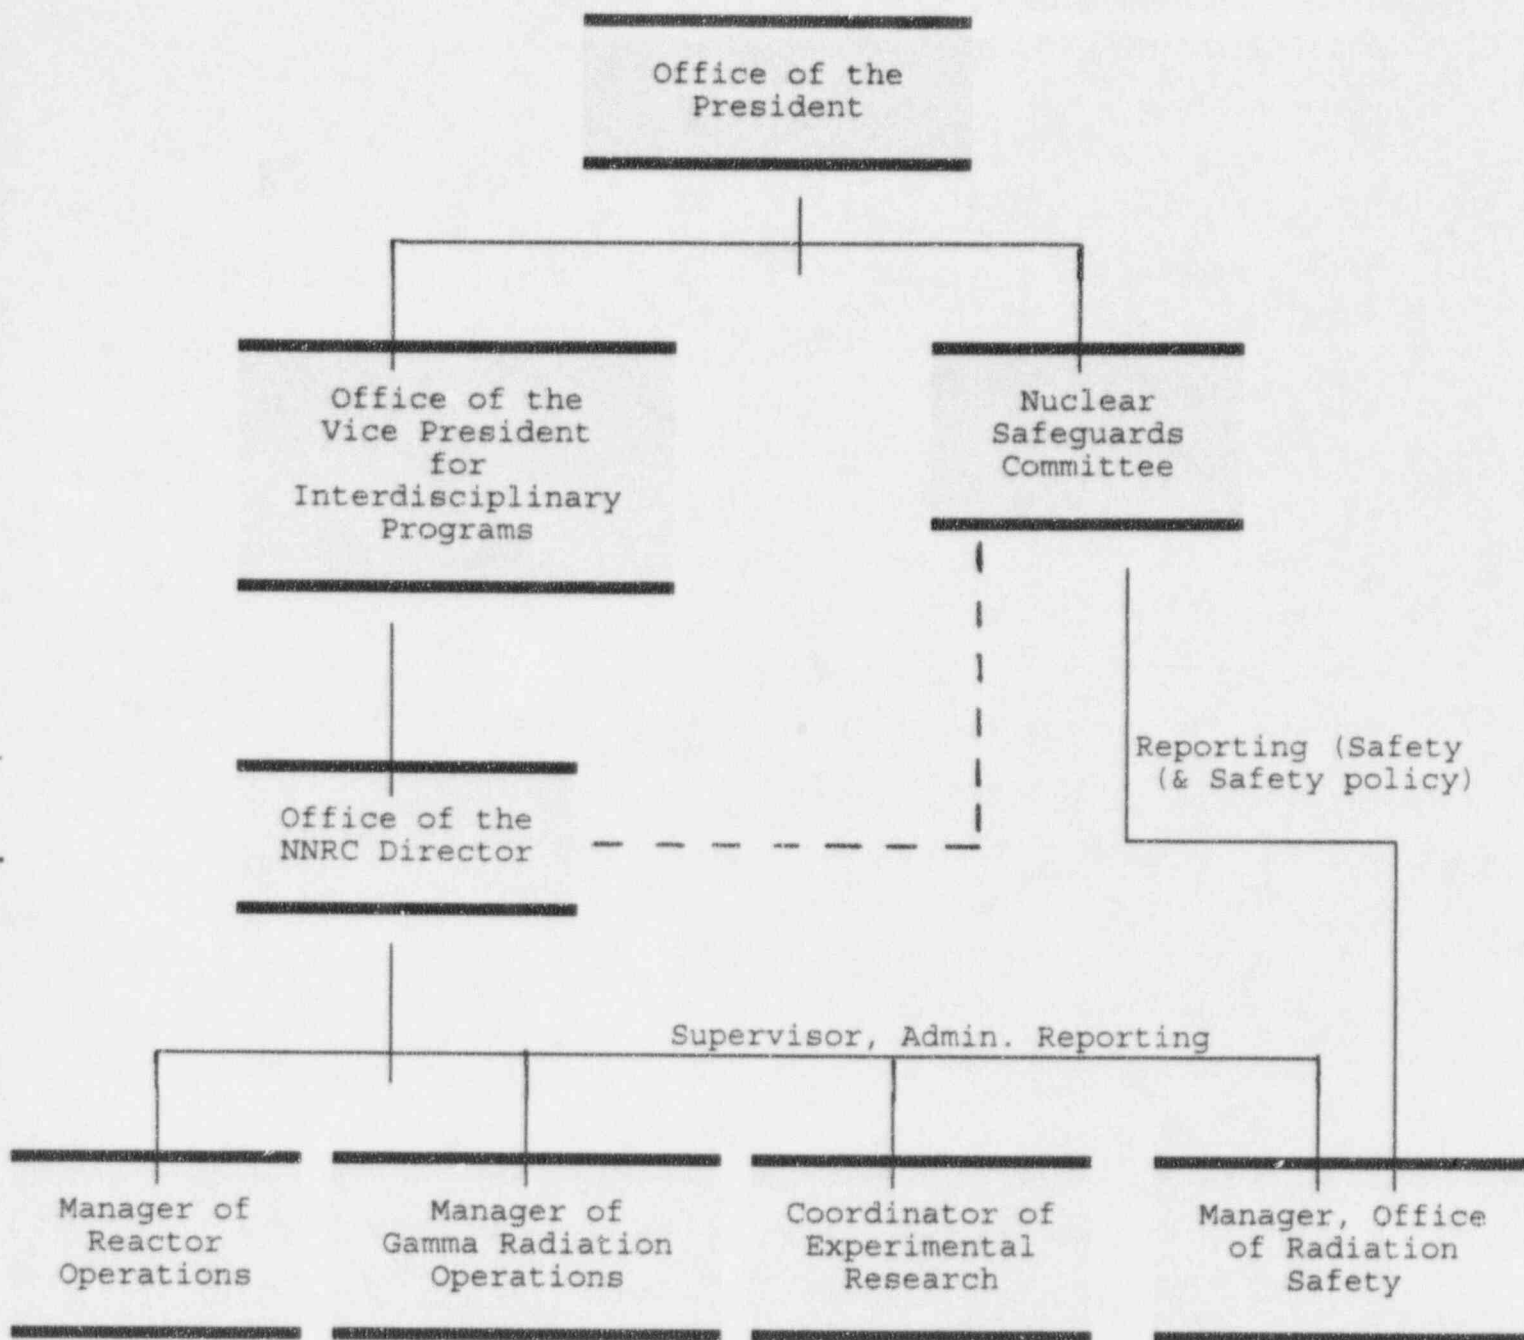 Office of the
President
Office of the
Vice President
for
Interdisciplinary
Programs
Nuclear
Safeguards
Committee
Reporting (Safety
(& Safety policy)
Office of the
NNRC Director
Supervisor, Admin. Reporting
Manager of
Reactor
Operations
Manager of
Gamma Radiation
Operations
Coordinator of
Experimental
Research
Manager, Office
of Radiation
Safety